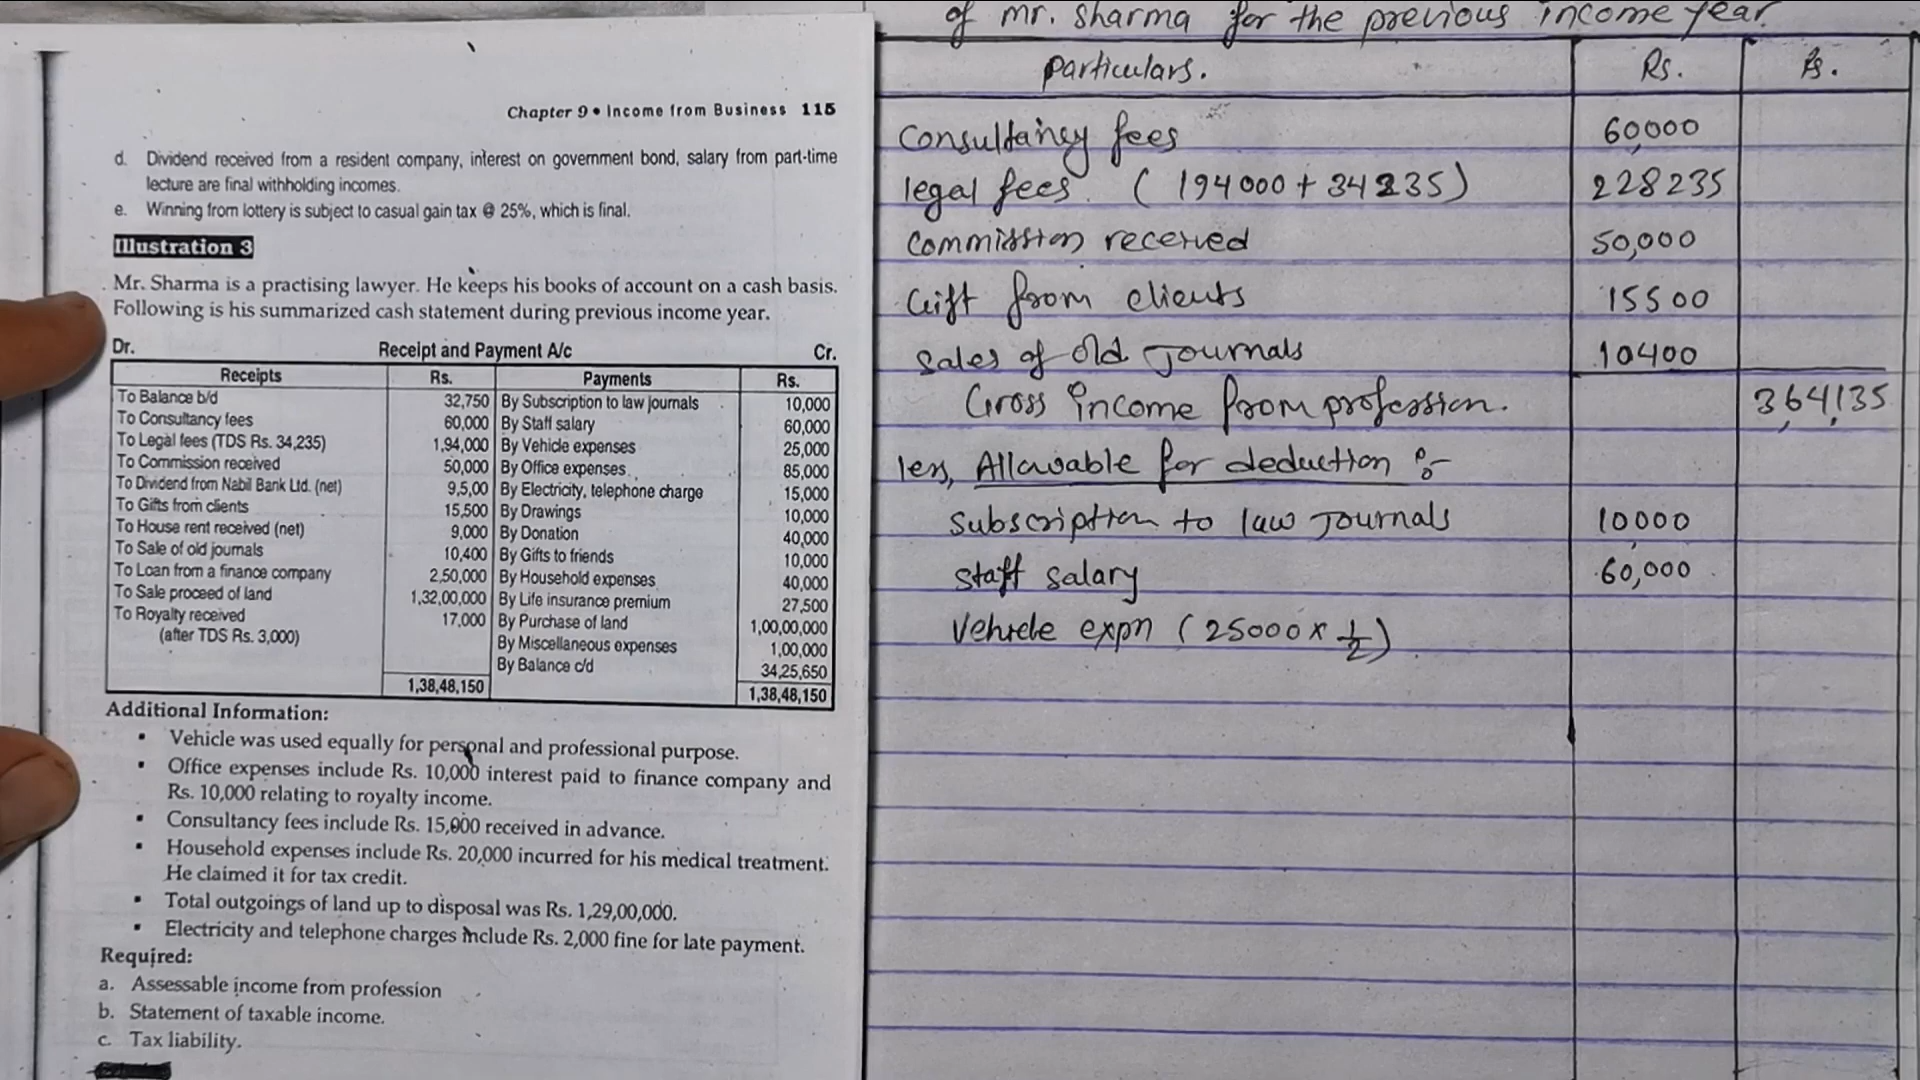 Chapter 9 • Income from Business 115
d. Dividend received from a resident company, interest on government bond, salary from part-time
lecture are final withholding incomes.
e. Winning from lottery is subject to casual gain tax @ 25%, which is final.
Illustration 3
Mr. Sharma is a practising lawyer. He keeps his books of account on a cash basis.
Following is his summarized cash statement during previous income year.
Dr. Receipt and Payment A/c Cr.
Receipts Rs. Payments Rs.
To Balance b/d 32,750 By Subscription to law journals 10,000
To Consultancy fees 60,000 By Staff salary 60,000
To Legal fees (TDS Rs. 34,235) 1,94,000 By Vehicle expenses 25,000
To Commission received 50,000 By Office expenses 85,000
To Dividend from Nabil Bank Ltd. (net) 9,5,00 By Electricity, telephone charge 15,000
To Gifts from clients 15,500 By Drawings 10,000
To House rent received (net) 9,000 By Donation 40,000
To Sale of old journals 10,400 By Gifts to friends 10,000
To Loan from a finance company 2,50,000 By Household expenses 40,000
To Sale proceed of land 1,32,00,000 By Life insurance premium 27,500
To Royalty received 17,000 By Purchase of land 1,00,00,000
(after TDS Rs. 3,000) By Miscellaneous expenses 1,00,000
By Balance c/d 34,25,650
1,38,48,150 1,38,48,150
Additional Information:
▪ Vehicle was used equally for personal and professional purpose.
▪ Office expenses include Rs. 10,000 interest paid to finance company and
Rs. 10,000 relating to royalty income.
▪ Consultancy fees include Rs. 15,000 received in advance.
▪ Household expenses include Rs. 20,000 incurred for his medical treatment.
He claimed it for tax credit.
▪ Total outgoings of land up to disposal was Rs. 1,29,00,000.
▪ Electricity and telephone charges include Rs. 2,000 fine for late payment.
Required:
a. Assessable income from profession
b. Statement of taxable income.
c. Tax liability.
of mr. sharma for the previous income year.
particulars. Rs. Rs.
Consultancy fees 60,000
legal fees. (194000 + 34235) 228235
Commission received 50,000
Gift from clients 15500
Sales of old Journals 10400
Gross income from profession. 364,135
less, Allowable for deduction :-
Subscription to law Journals 10000
Staff salary 60,000
Vehicle expn (25000 × 1/2)